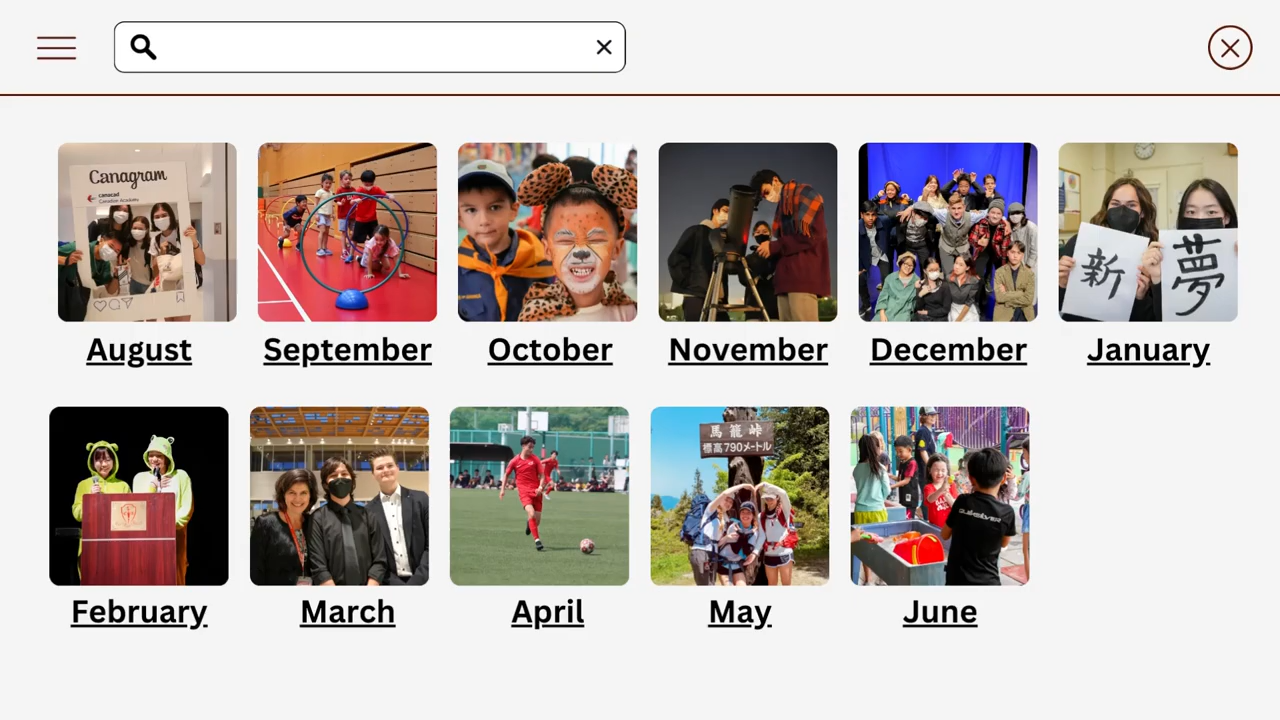 Canagram
canacad
Canadian Academy
新
夢
August
September
October
November
December
January
馬籠峠
標高790メートル
QUIKSILVER
February
March
April
May
June